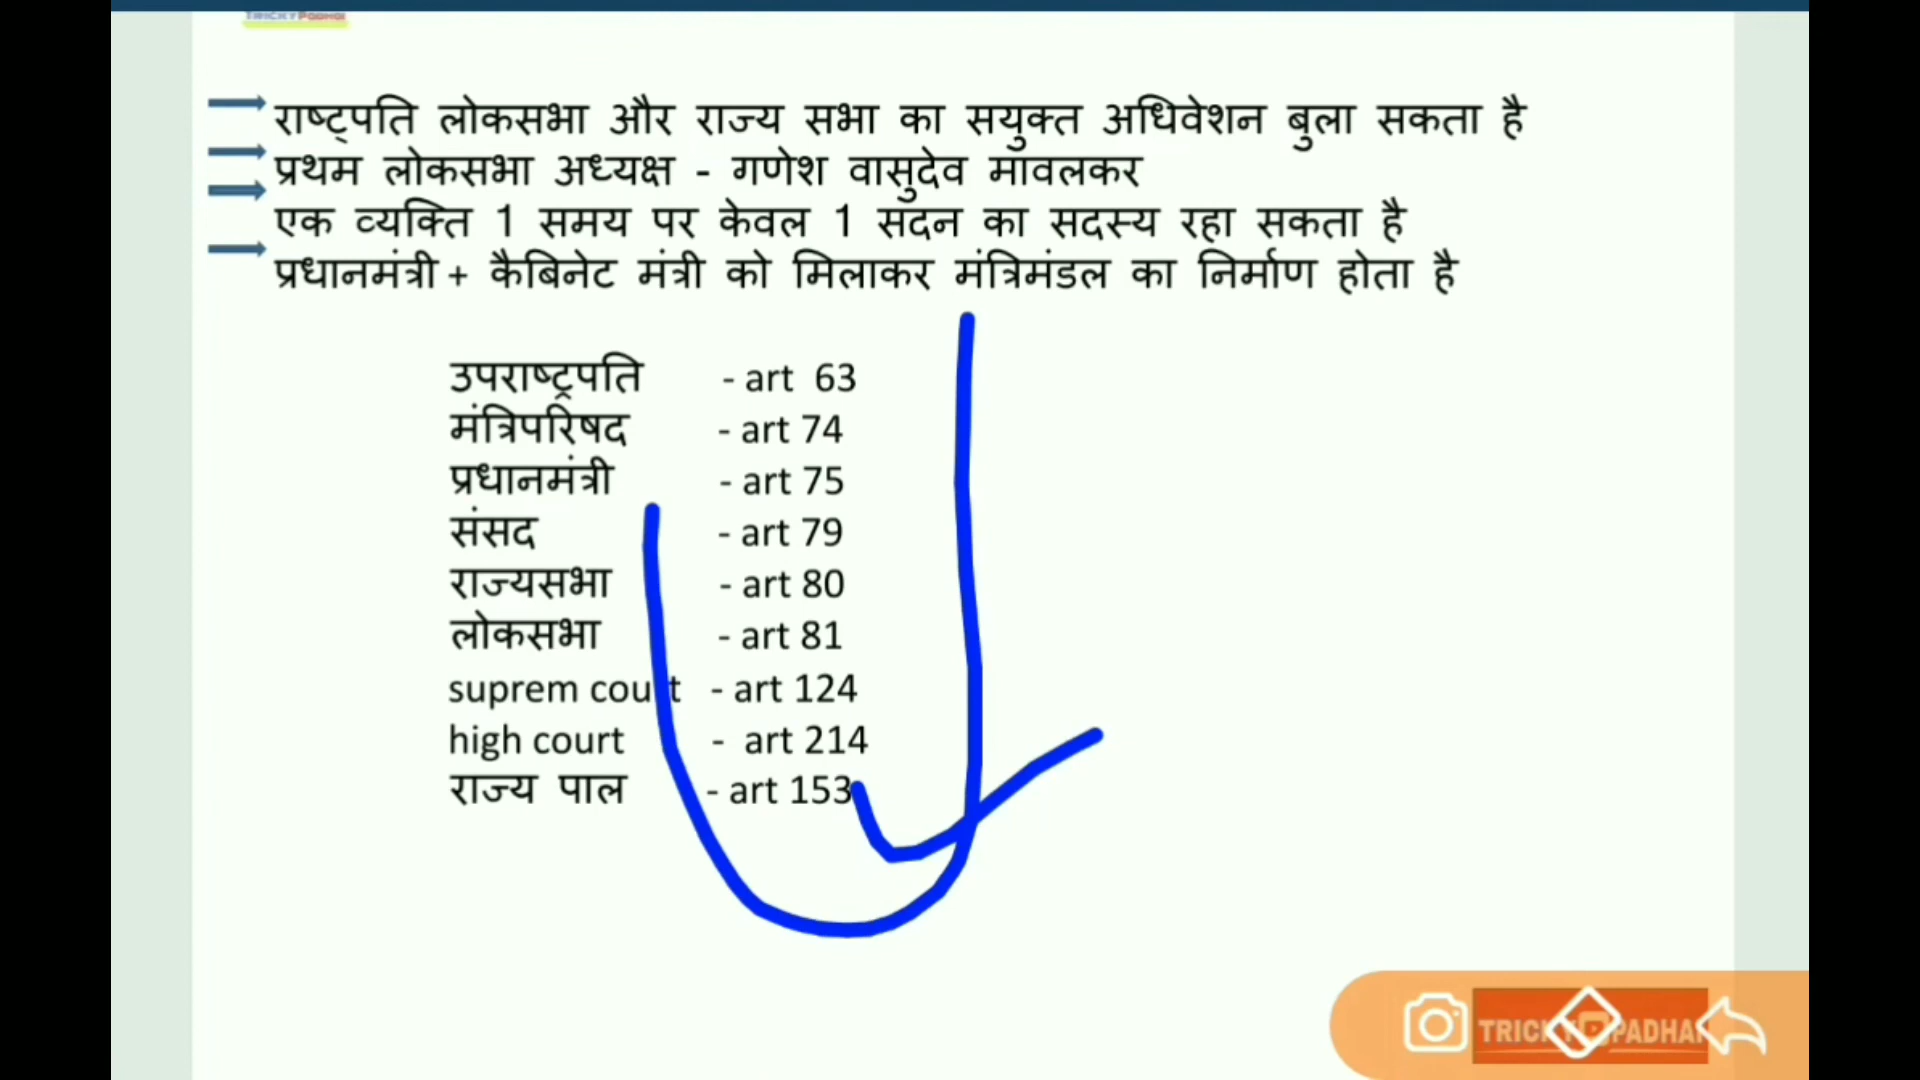 TRICKY PADHAI
राष्ट्पति लोकसभा और राज्य सभा का सयुक्त अधिवेशन बुला सकता है
प्रथम लोकसभा अध्यक्ष - गणेश वासुदेव मावलकर
एक व्यक्ति 1 समय पर केवल 1 सदन का सदस्य रहा सकता है
प्रधानमंत्री + कैबिनेट मंत्री को मिलाकर मंत्रिमंडल का निर्माण होता है
उपराष्ट्रपति - art 63
मंत्रिपरिषद - art 74
प्रधानमंत्री - art 75
संसद - art 79
राज्यसभा - art 80
लोकसभा - art 81
suprem court - art 124
high court - art 214
राज्य पाल - art 153
TRICKY PADHAI